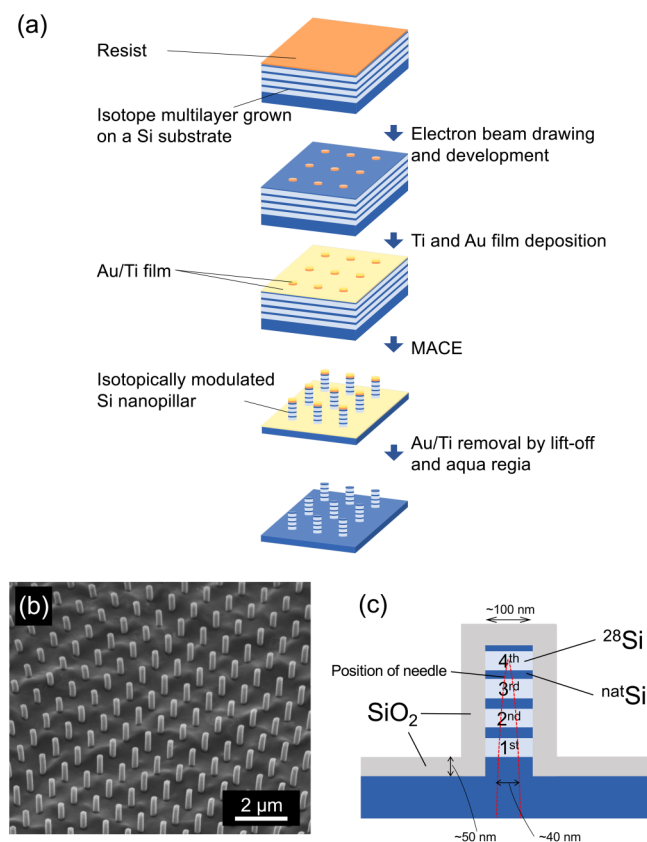 (a)
Resist
Isotope multilayer grown
on a Si substrate
Electron beam drawing
and development
Ti and Au film deposition
Au/Ti film
MACE
Isotopically modulated
Si nanopillar
Au/Ti removal by lift-off
and aqua regia
(b)
2 µm
(c)
~100 nm
28Si
4th
Position of needle
natSi
3rd
SiO2
2nd
1st
~50 nm
~40 nm